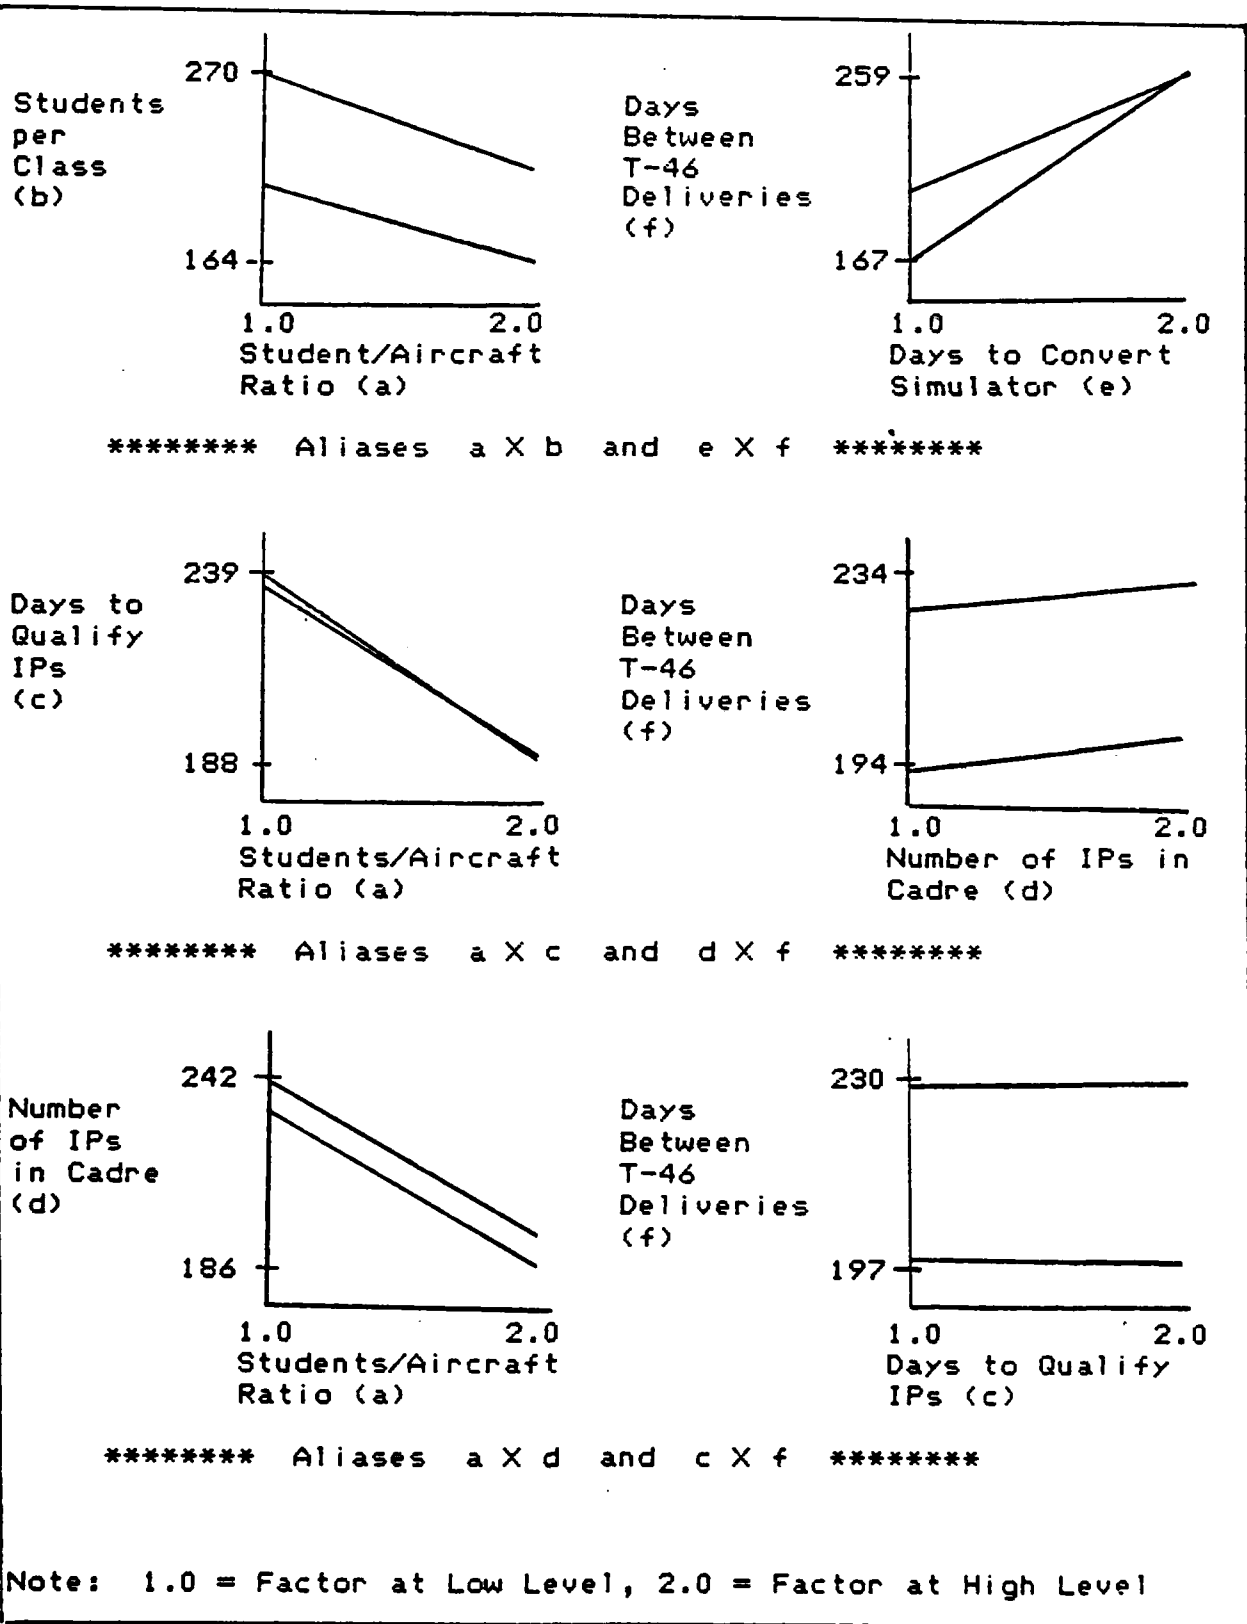 270
Students
per
Class
(b)
164
1.0 2.0
Student/Aircraft
Ratio (a)
259
Days
Between
T-46
Deliveries
(f)
167
1.0 2.0
Days to Convert
Simulator (e)
******** Aliases a X b and e X f ********
239
Days to
Qualify
IPs
(c)
188
1.0 2.0
Students/Aircraft
Ratio (a)
234
Days
Between
T-46
Deliveries
(f)
194
1.0 2.0
Number of IPs in
Cadre (d)
******** Aliases a X c and d X f ********
242
Number
of IPs
in Cadre
(d)
186
1.0 2.0
Students/Aircraft
Ratio (a)
230
Days
Between
T-46
Deliveries
(f)
197
1.0 2.0
Days to Qualify
IPs (c)
******** Aliases a X d and c X f ********
Note: 1.0 = Factor at Low Level, 2.0 = Factor at High Level